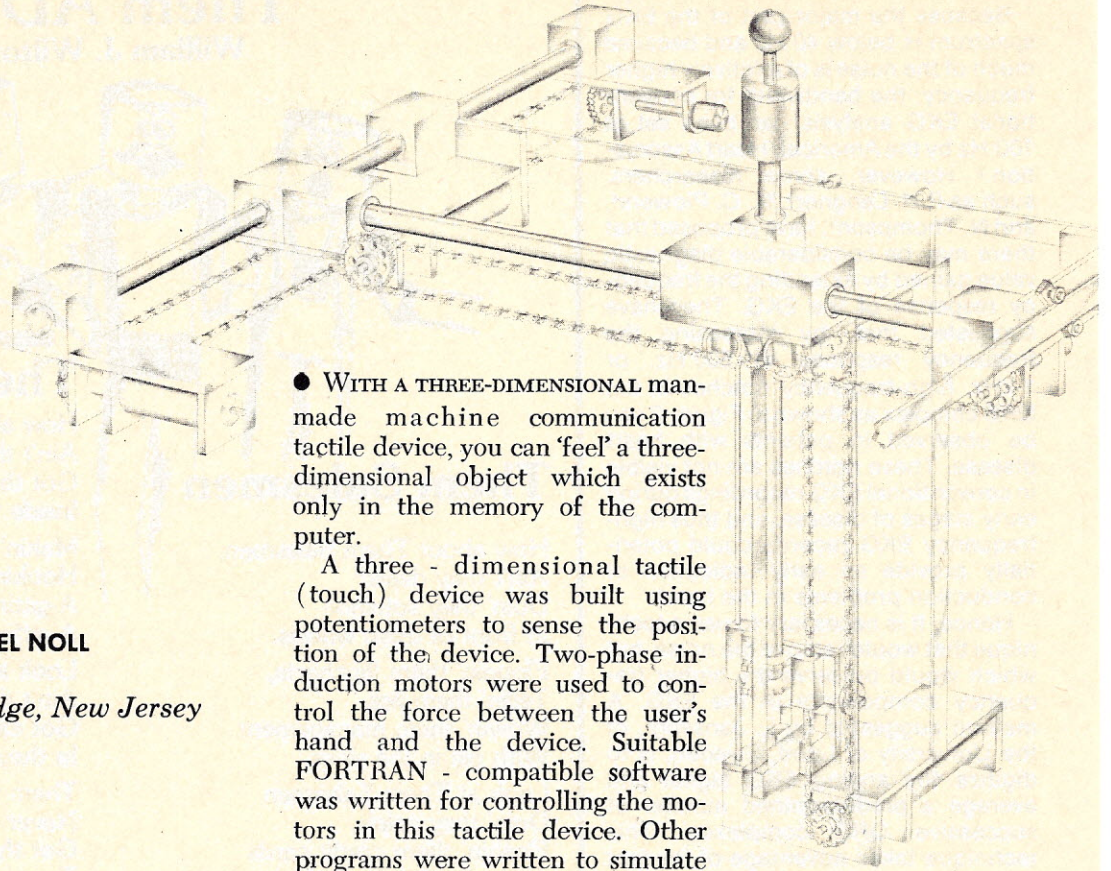 EL NOLL
dge, New Jersey
● WITH A THREE-DIMENSIONAL man-
made machine communication
tactile device, you can ‘feel’ a three-
dimensional object which exists
only in the memory of the com-
puter.
A three - dimensional tactile
(touch) device was built using
potentiometers to sense the posi-
tion of the device. Two-phase in-
duction motors were used to con-
trol the force between the user’s
hand and the device. Suitable
FORTRAN - compatible software
was written for controlling the mo-
tors in this tactile device. Other
programs were written to simulate